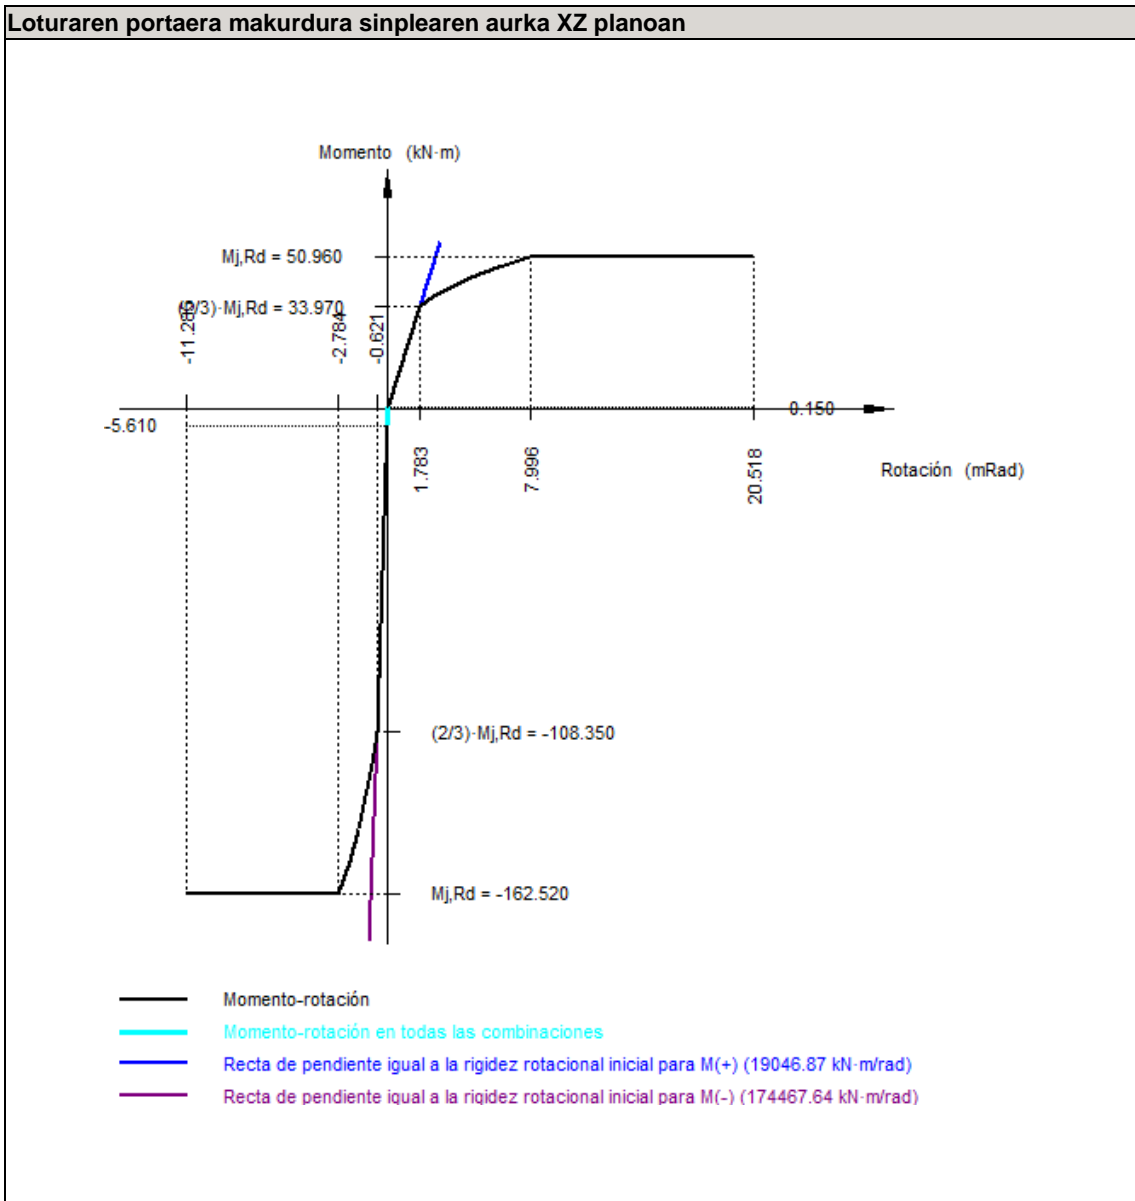 Loturaren portaera makurdura sinplearen aurka XZ planoan
Momento (kN·m)
Mj,Rd = 50.960
(2/3)·Mj,Rd = 33.970
-2.784
-0.621
0.150
-5.610
1.783
7.996
20.518
Rotación (mRad)
(2/3)·Mj,Rd = -108.350
Mj,Rd = -162.520
Momento-rotación
Momento-rotación en todas las combinaciones
Recta de pendiente igual a la rigidez rotacional inicial para M(+) (19046.87 kN·m/rad)
Recta de pendiente igual a la rigidez rotacional inicial para M(-) (174467.64 kN·m/rad)